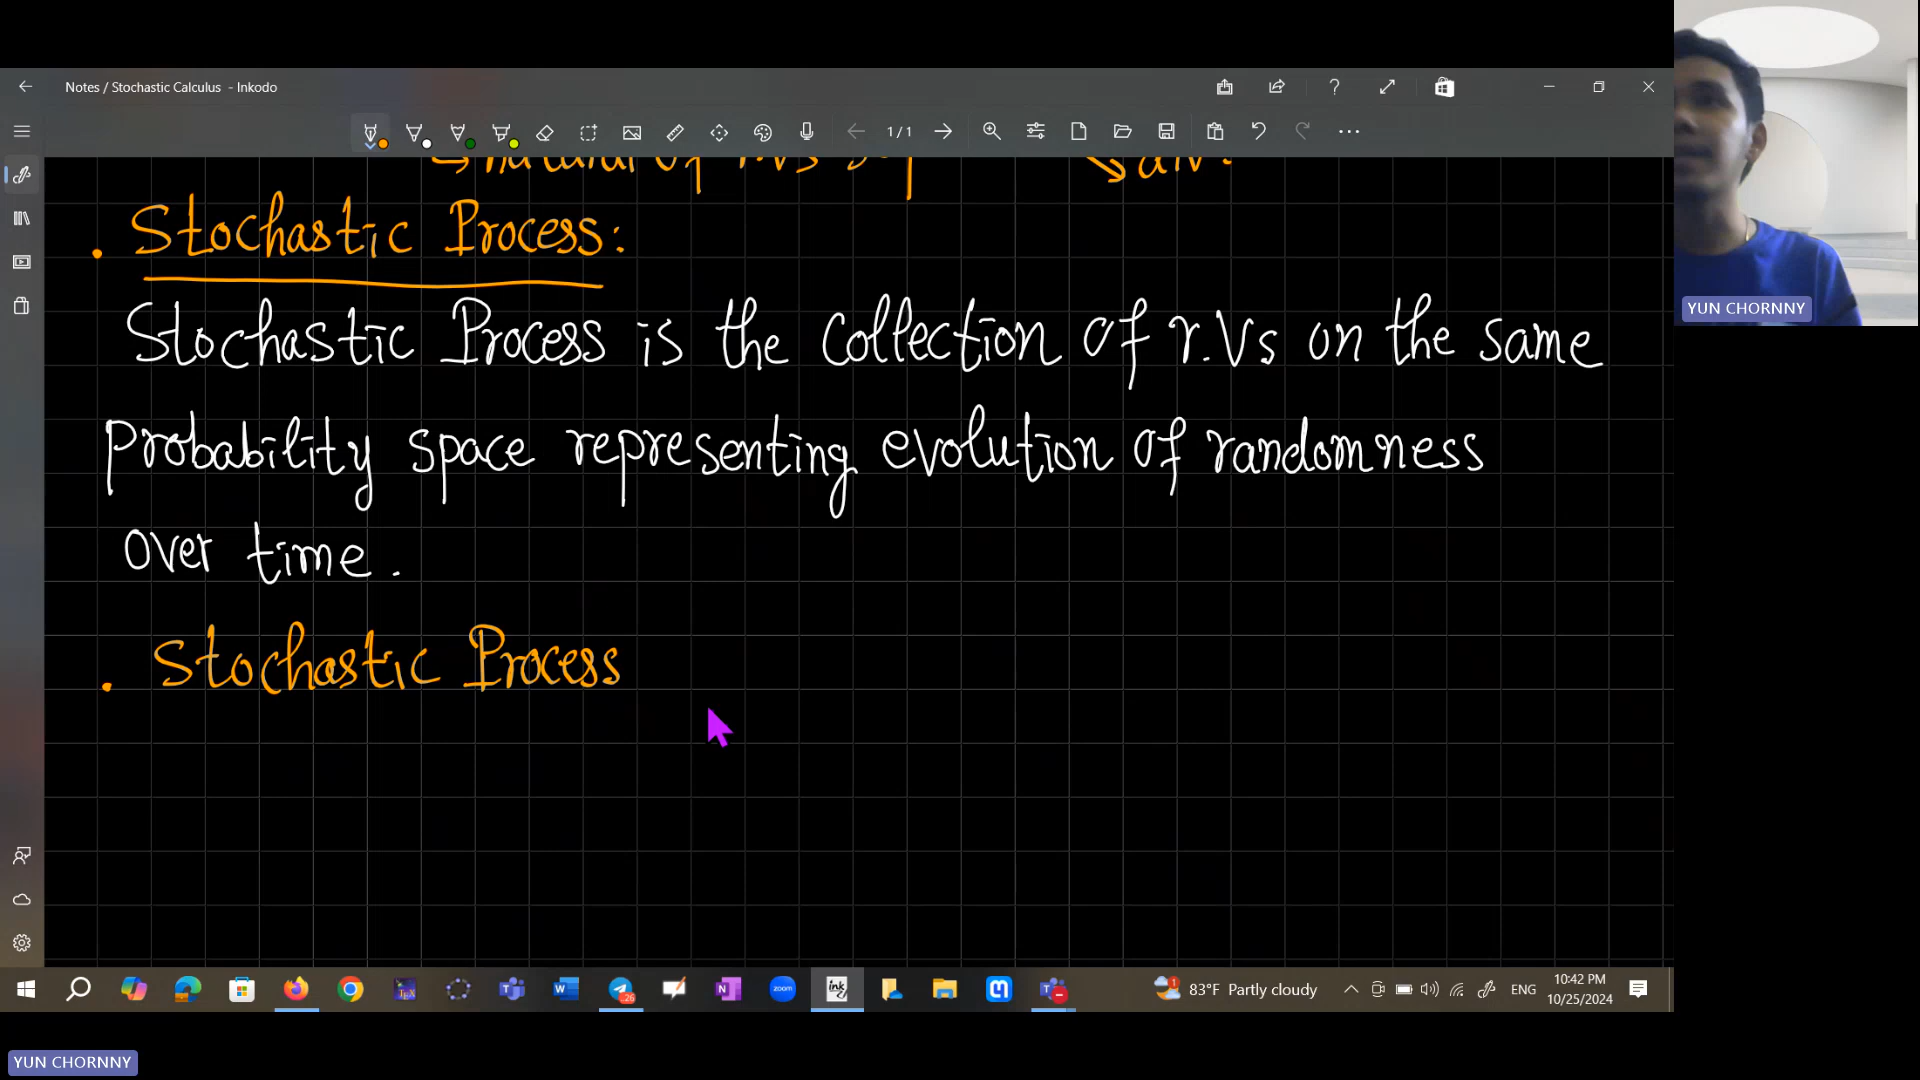 YUN CHORNNY
Notes / Stochastic Calculus - Inkodo
1 / 1
. Stochastic Process:
Stochastic Process is the collection of r.Vs on the same
probability space representing evolution of randomness
over time.
. Stochastic Process
83°F Partly cloudy
ENG
10:42 PM
10/25/2024
YUN CHORNNY